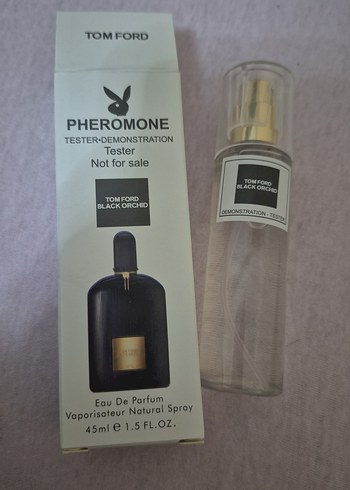 TOM FORD
PHEROMONE
TESTER•DEMONSTRATION
Tester
Not for sale
TOM FORD
BLACK ORCHID
Eau De Parfum
Vaporisateur Natural Spray
45ml ℮ 1.5 FL.OZ.
TOM FORD
BLACK ORCHID
DEMONSTRATION - TESTER